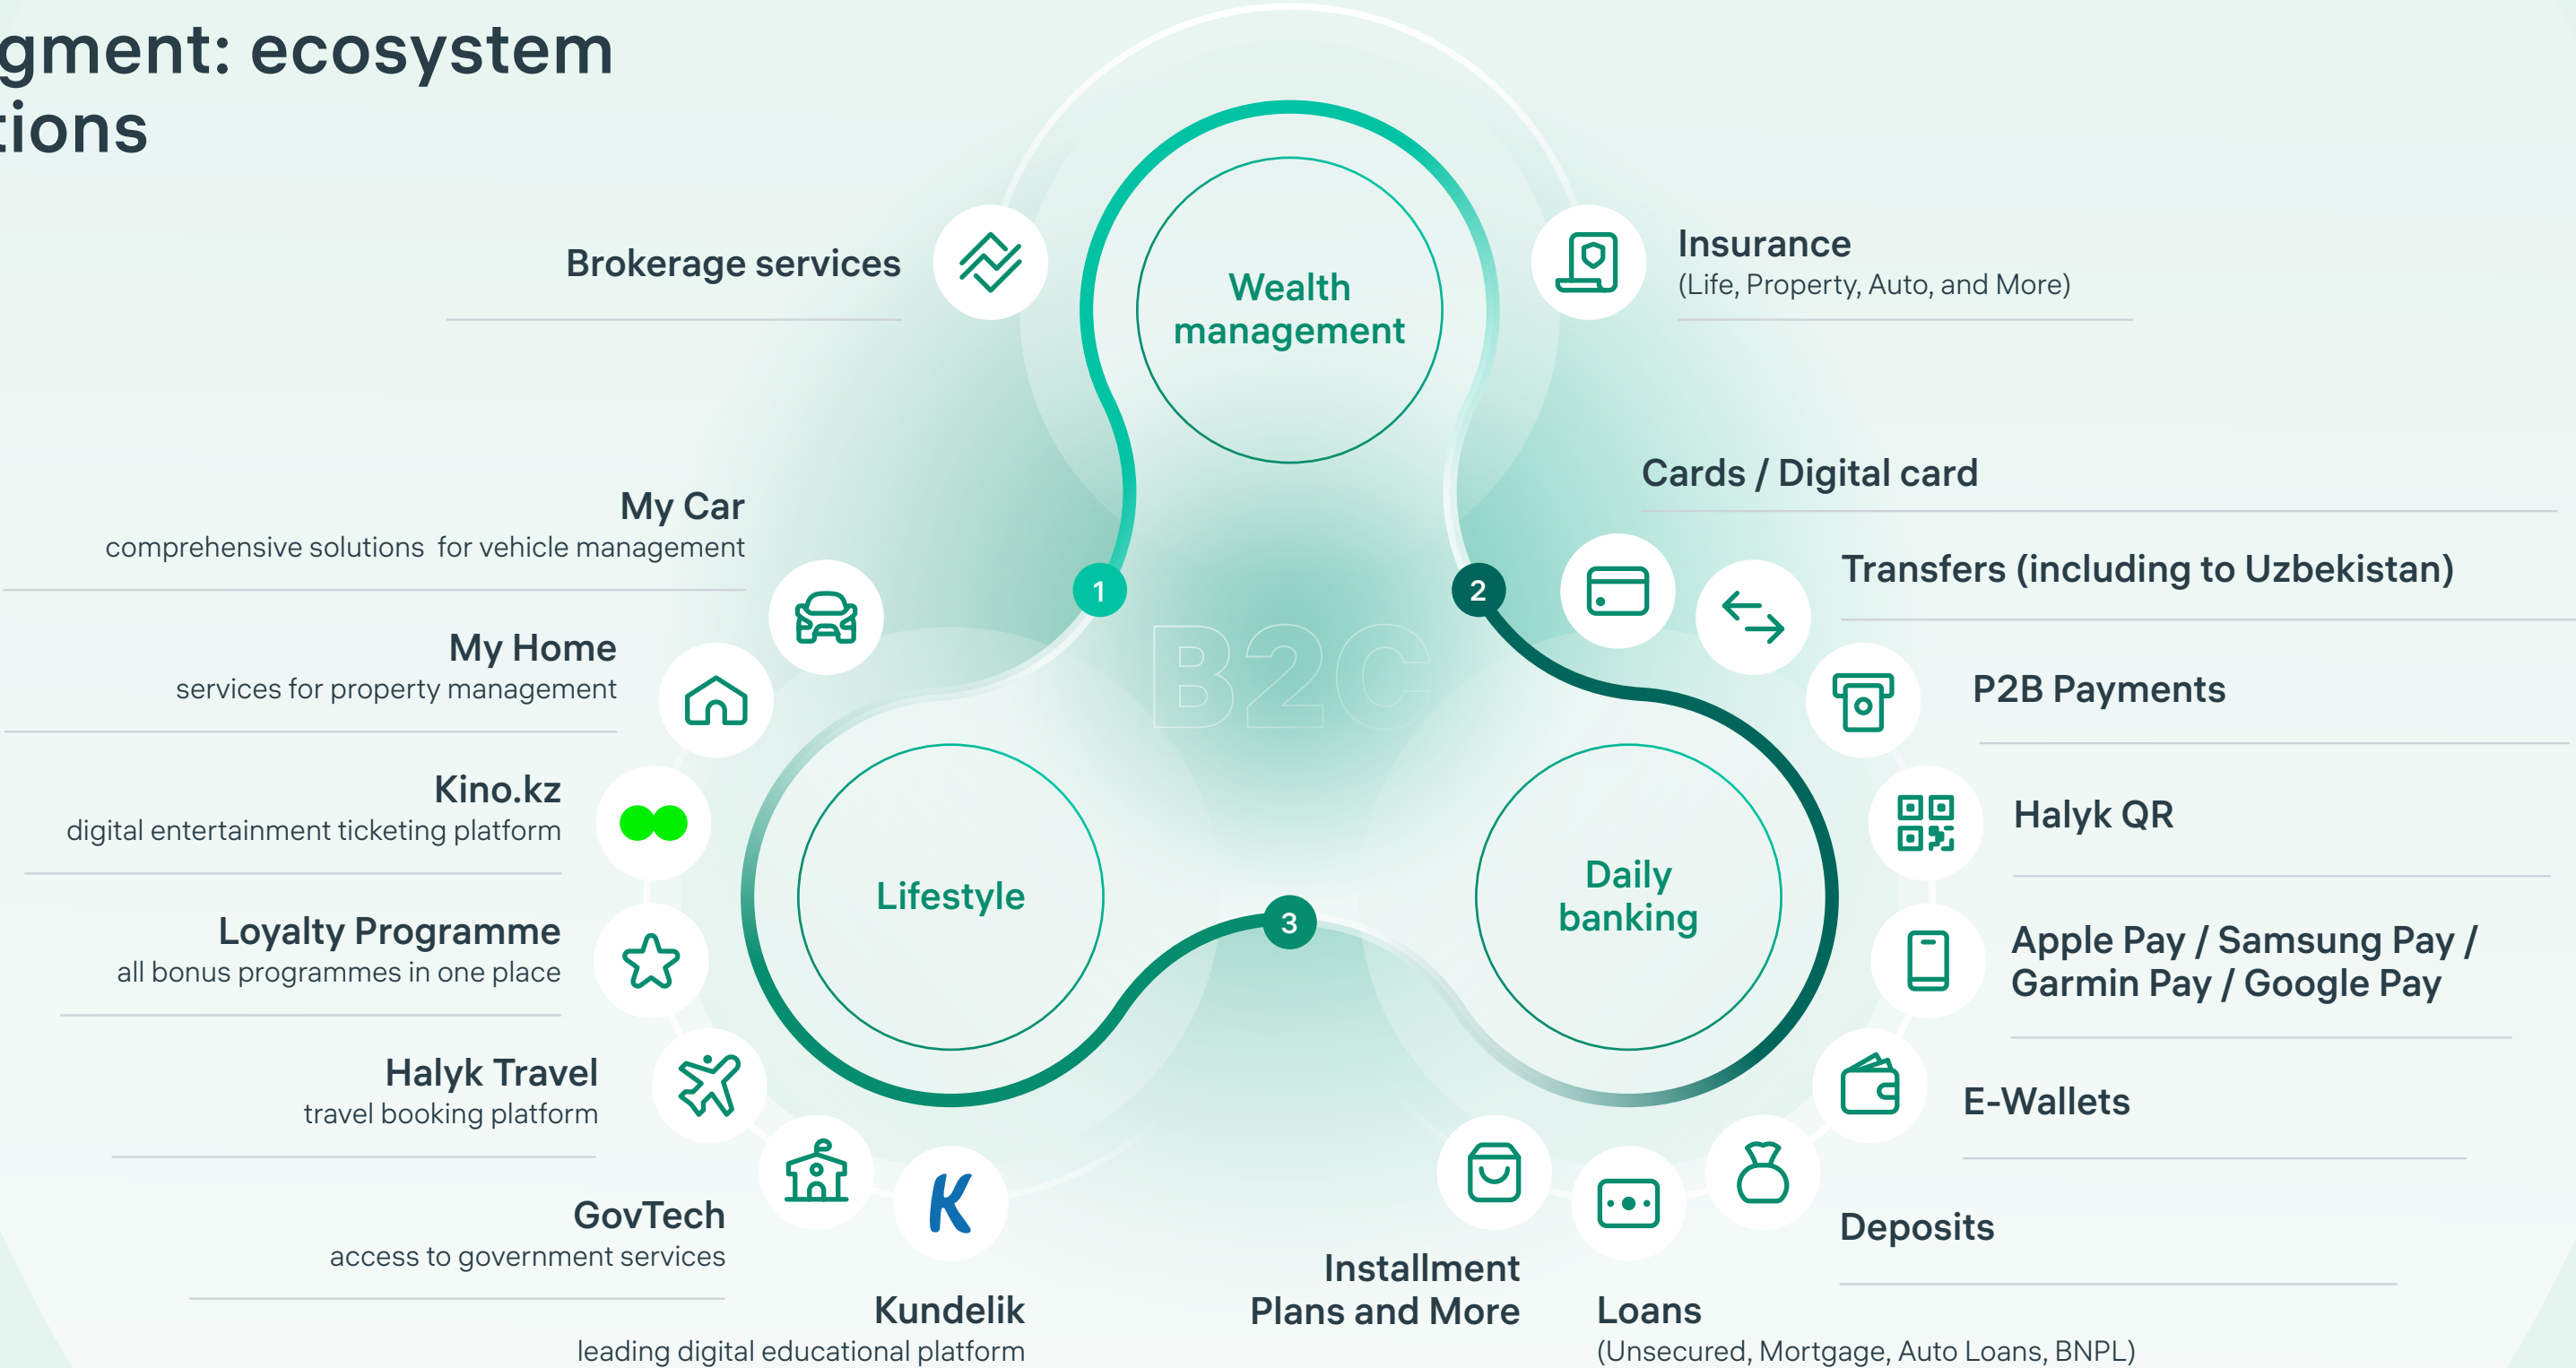 gment: ecosystem
tions
Brokerage services
Wealth
management
Insurance
(Life, Property, Auto, and More)
My Car
comprehensive solutions for vehicle management
My Home
services for property management
Kino.kz
digital entertainment ticketing platform
Loyalty Programme
all bonus programmes in one place
Halyk Travel
travel booking platform
GovTech
access to government services
Kundelik
leading digital educational platform
Lifestyle
1
B2C
2
3
K
Daily
banking
Cards / Digital card
Transfers (including to Uzbekistan)
P2B Payments
Halyk QR
Apple Pay / Samsung Pay /
Garmin Pay / Google Pay
E-Wallets
Deposits
Loans
(Unsecured, Mortgage, Auto Loans, BNPL)
Installment
Plans and More